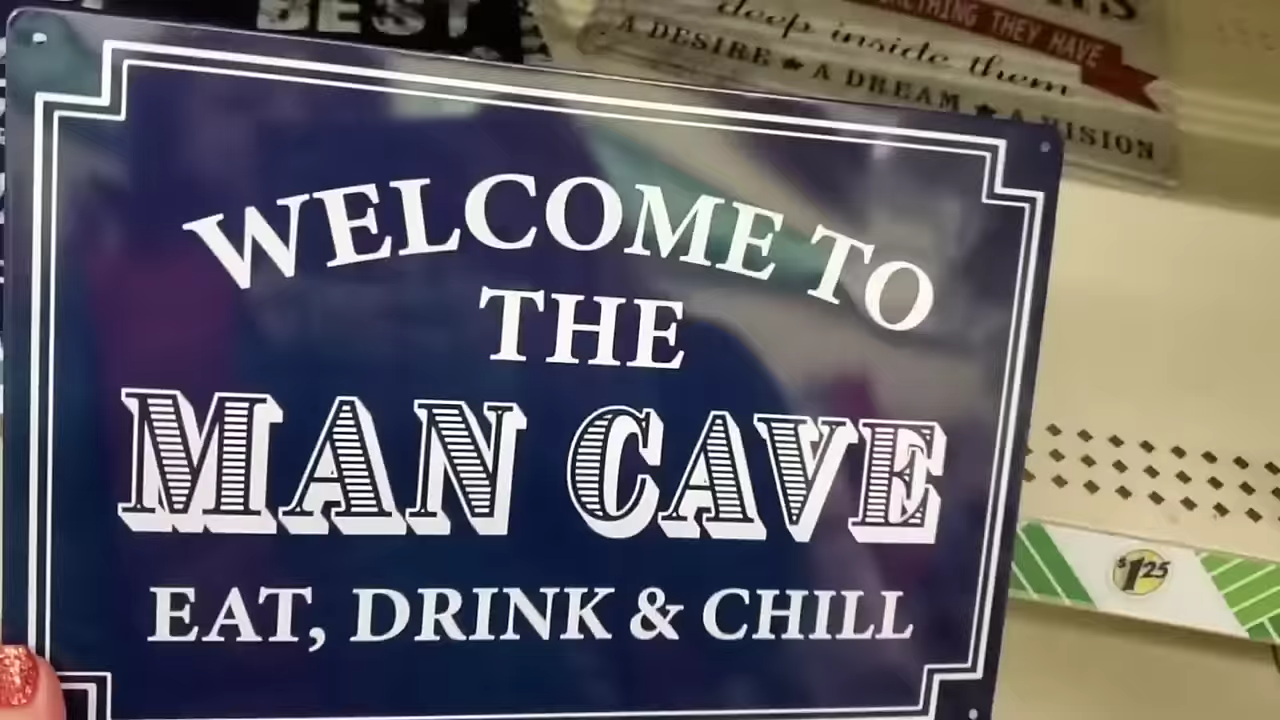 BEST
SOMETHING THEY HAVE
deep inside them
A DESIRE ★ A DREAM ★ A VISION
WELCOME TO
THE
MAN CAVE
EAT, DRINK & CHILL
$1.25